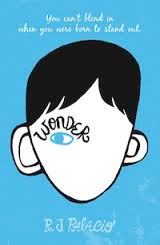 You can't blend in
when you were born to stand out.
WONDER
R. J. PALACIO